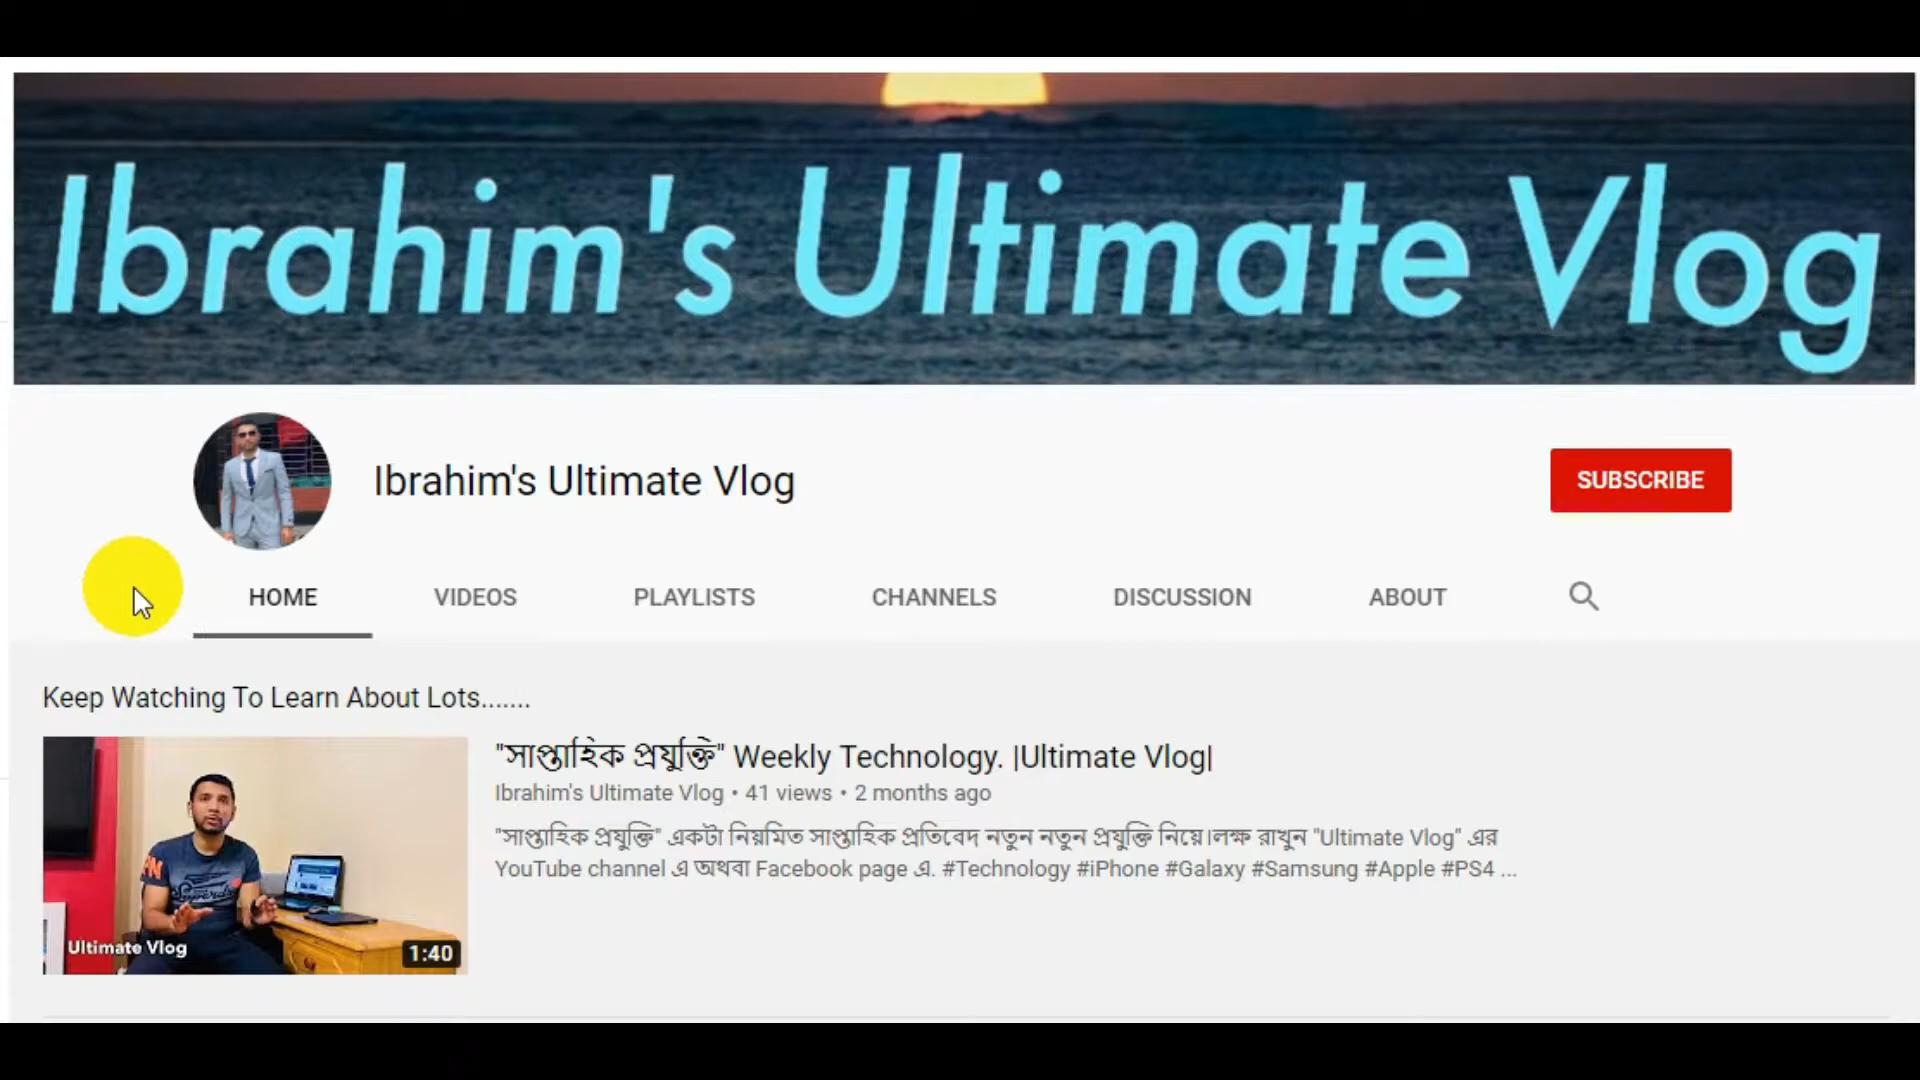 Ibrahim's Ultimate Vlog
Ibrahim's Ultimate Vlog
SUBSCRIBE
HOME VIDEOS PLAYLISTS CHANNELS DISCUSSION ABOUT
Keep Watching To Learn About Lots.......
"সাপ্তাহিক প্রযুক্তি" Weekly Technology. |Ultimate Vlog|
Ibrahim's Ultimate Vlog • 41 views • 2 months ago
"সাপ্তাহিক প্রযুক্তি" একটা নিয়মিত সাপ্তাহিক প্রতিবেদ নতুন নতুন প্রযুক্তি নিয়ে।লক্ষ রাখুন "Ultimate Vlog" এর
YouTube channel এ অথবা Facebook page এ. #Technology #iPhone #Galaxy #Samsung #Apple #PS4 ...
Ultimate Vlog
1:40